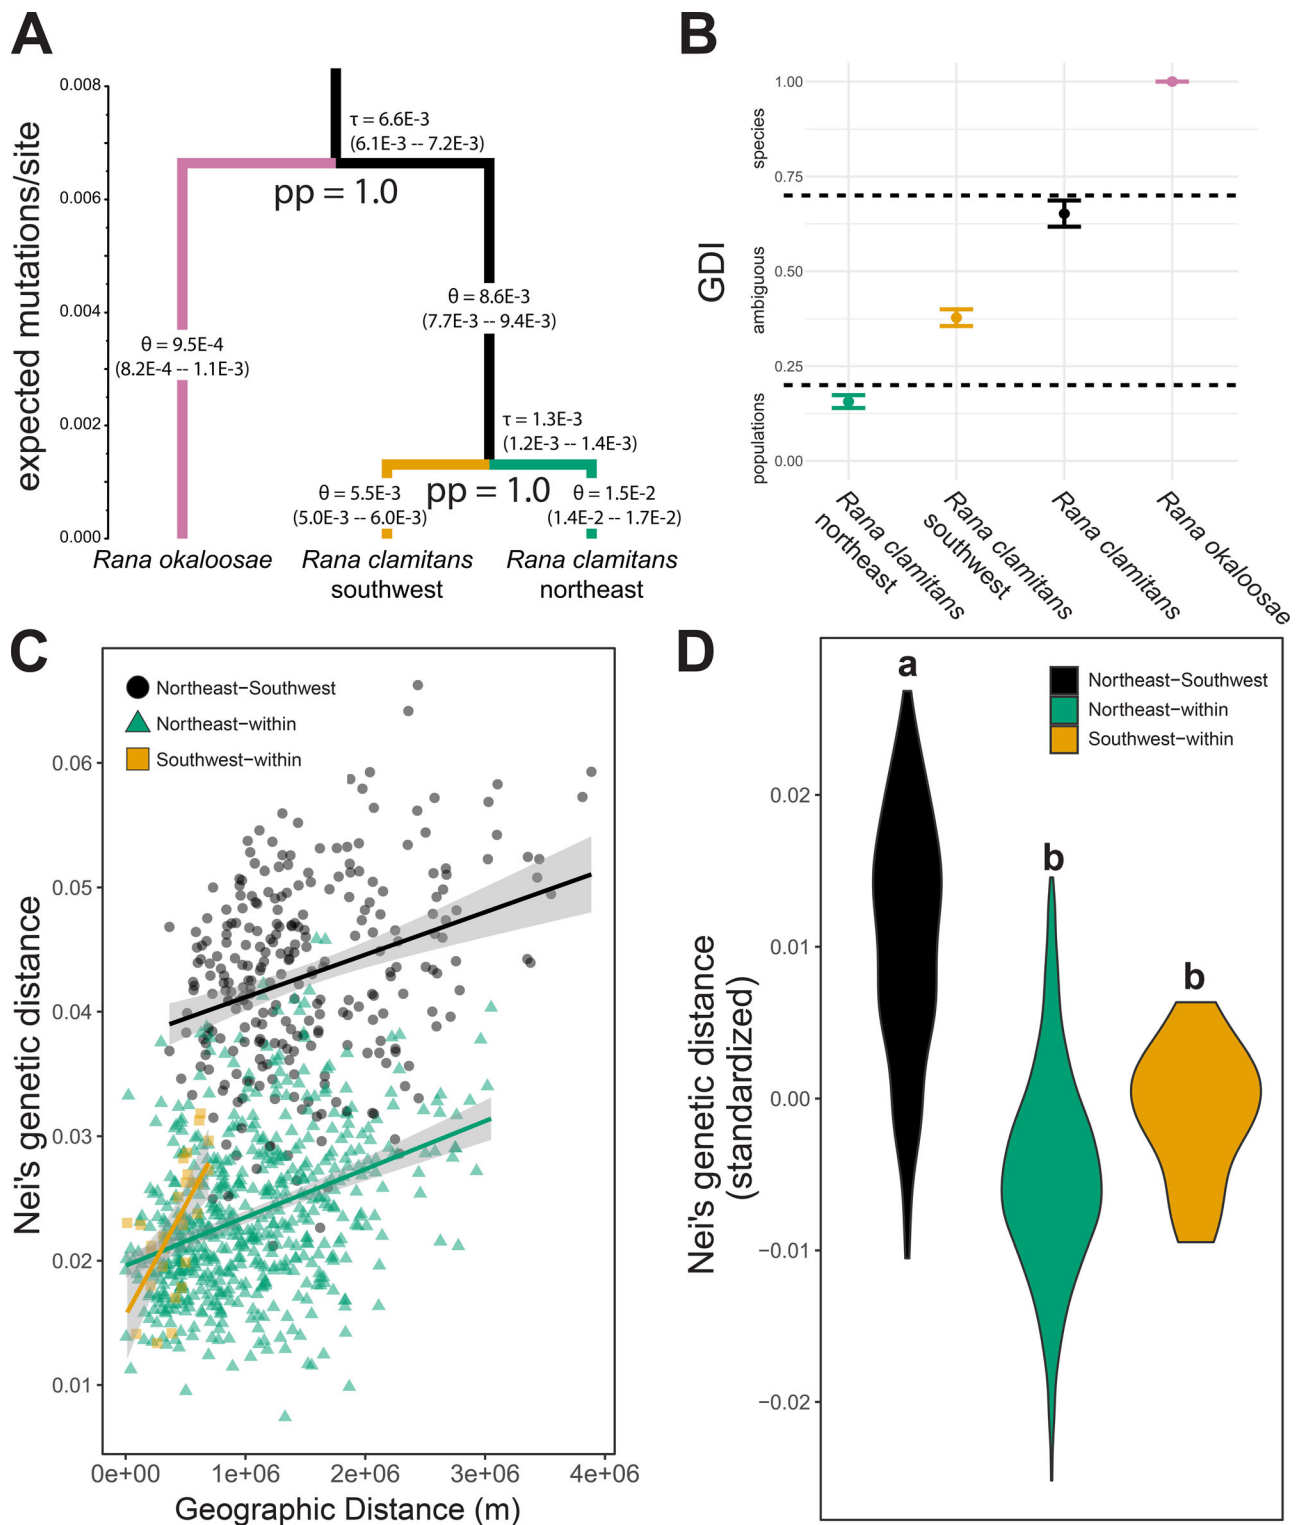 A
expected mutations/site
0.008
0.006
0.004
0.002
0.000
τ = 6.6E-3
(6.1E-3 -- 7.2E-3)
pp = 1.0
θ = 8.6E-3
(7.7E-3 -- 9.4E-3)
θ = 9.5E-4
(8.2E-4 -- 1.1E-3)
τ = 1.3E-3
(1.2E-3 -- 1.4E-3)
pp = 1.0
θ = 5.5E-3
(5.0E-3 -- 6.0E-3)
θ = 1.5E-2
(1.4E-2 -- 1.7E-2)
Rana okaloosae
Rana clamitans
southwest
Rana clamitans
northeast
B
GDI
populations
ambiguous
species
1.00
0.75
0.50
0.25
0.00
Rana clamitans
northeast
Rana clamitans
southwest
Rana clamitans
Rana okaloosae
C
Northeast−Southwest
Northeast−within
Southwest−within
Nei's genetic distance
0.06
0.05
0.04
0.03
0.02
0.01
0e+00
1e+06
2e+06
3e+06
4e+06
Geographic Distance (m)
D
a
b
b
Northeast−Southwest
Northeast−within
Southwest−within
Nei's genetic distance
(standardized)
0.02
0.01
0.00
−0.01
−0.02